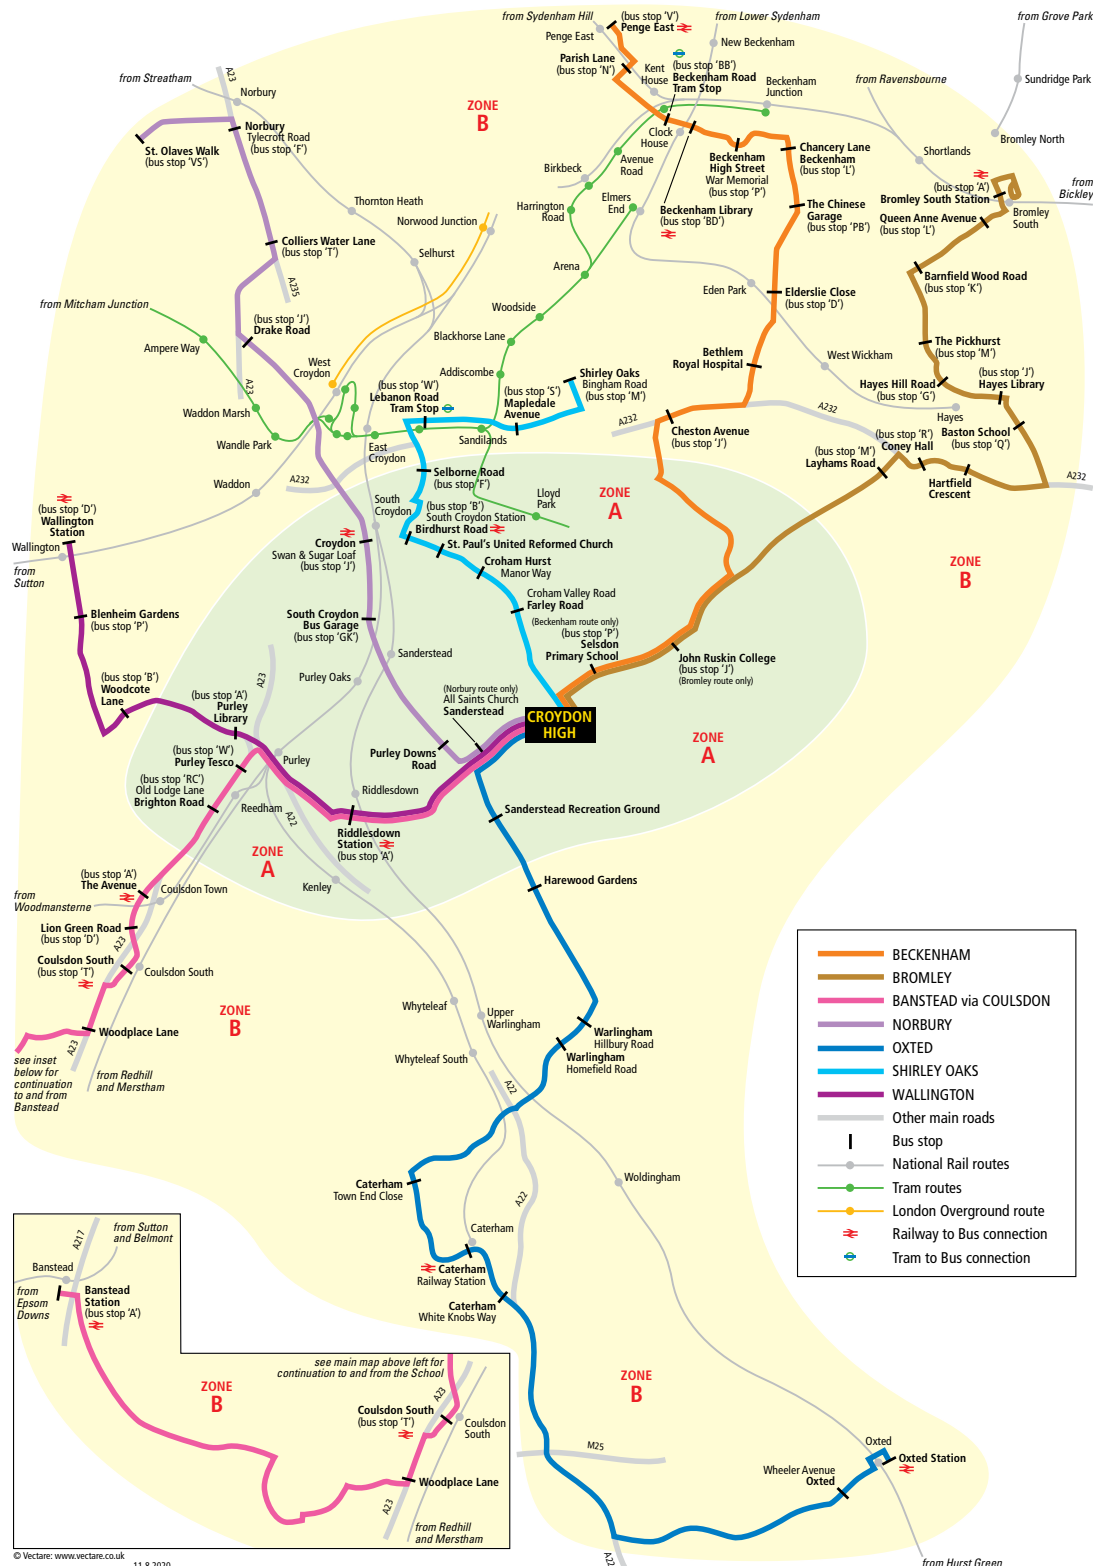 from Sydenham Hill
(bus stop 'V')
Penge East
from Lower Sydenham
from Grove Park
Penge East
New Beckenham
Parish Lane
(bus stop 'N')
Kent
House
(bus stop 'BB')
Beckenham Road
Tram Stop
Beckenham
Junction
from Ravensbourne
Sundridge Park
from Streatham
A23
Norbury
ZONE
B
Norbury
Tylecroft Road
(bus stop 'F')
St. Olaves Walk
(bus stop 'VS')
Clock
House
Avenue
Road
Birkbeck
Beckenham
High Street
War Memorial
(bus stop 'P')
Chancery Lane
Beckenham
(bus stop 'L')
Bromley North
Shortlands
from
Bickley
(bus stop 'A')
Bromley South Station
Bromley
South
Queen Anne Avenue
(bus stop 'L')
Thornton Heath
Norwood Junction
Harrington
Road
Elmers
End
Beckenham Library
(bus stop 'BD')
The Chinese
Garage
(bus stop 'PB')
Colliers Water Lane
(bus stop 'T')
Selhurst
A235
Arena
Barnfield Wood Road
(bus stop 'K')
from Mitcham Junction
Eden Park
Elderslie Close
(bus stop 'D')
Woodside
(bus stop 'J')
Drake Road
Ampere Way
Blackhorse Lane
The Pickhurst
(bus stop 'M')
West
Croydon
Bethlem
Royal Hospital
West Wickham
A23
Addiscombe
(bus stop 'W')
Lebanon Road
Tram Stop
(bus stop 'S')
Mapledale
Avenue
Shirley Oaks
Bingham Road
(bus stop 'M')
Hayes Hill Road
(bus stop 'G')
(bus stop 'J')
Hayes Library
Waddon Marsh
A232
A232
Hayes
Wandle Park
East
Croydon
Sandilands
Cheston Avenue
(bus stop 'J')
(bus stop 'R')
Coney Hall
Baston School
(bus stop 'Q')
(bus stop 'M')
Layhams Road
Hartfield
Crescent
A232
Waddon
A232
Selborne Road
(bus stop 'F')
Lloyd
Park
ZONE
A
(bus stop 'D')
Wallington
Station
Wallington
from
Sutton
South
Croydon
(bus stop 'B')
South Croydon Station
Birdhurst Road
Croydon
Swan & Sugar Loaf
(bus stop 'J')
St. Paul's United Reformed Church
Croham Hurst
Manor Way
ZONE
B
Croham Valley Road
Farley Road
Blenheim Gardens
(bus stop 'P')
South Croydon
Bus Garage
(bus stop 'GK')
(Beckenham route only)
(bus stop 'P')
Selsdon
Primary School
John Ruskin College
(bus stop 'J')
(Bromley route only)
Sanderstead
Purley Oaks
A23
(bus stop 'B')
Woodcote
Lane
(bus stop 'A')
Purley
Library
(Norbury route only)
All Saints Church
Sanderstead
CROYDON
HIGH
ZONE
A
(bus stop 'W')
Purley Tesco
Purley
Purley Downs
Road
(bus stop 'RC')
Old Lodge Lane
Brighton Road
Reedham
A22
Riddlesdown
Riddlesdown
Station
(bus stop 'A')
Sanderstead Recreation Ground
ZONE
A
(bus stop 'A')
The Avenue
Coulsdon Town
from
Woodmansterne
Kenley
Harewood Gardens
Lion Green Road
(bus stop 'D')
A23
Coulsdon South
(bus stop 'T')
Coulsdon South
ZONE
B
Whyteleaf
Upper
Warlingham
Woodplace Lane
A23
Warlingham
Hillbury Road
Warlingham
Homefield Road
see inset
below for
continuation
to and from
Banstead
from Redhill
and Merstham
Whyteleaf South
A22
Caterham
Town End Close
A22
Woldingham
Caterham
Caterham
Railway Station
Caterham
White Knobs Way
BECKENHAM
BROMLEY
BANSTEAD via COULSDON
NORBURY
OXTED
SHIRLEY OAKS
WALLINGTON
Other main roads
Bus stop
National Rail routes
Tram routes
London Overground route
Railway to Bus connection
Tram to Bus connection
A217
from Sutton
and Belmont
Banstead
from
Epsom
Downs
Banstead
Station
(bus stop 'A')
see main map above left for
continuation to and from the School
ZONE
B
A23
Coulsdon South
(bus stop 'T')
Coulsdon
South
Woodplace Lane
A23
from Redhill
and Merstham
ZONE
B
M25
Oxted
Oxted Station
Wheeler Avenue
Oxted
A22
from Hurst Green
© Vectare: www.vectare.co.uk
11.8.2020